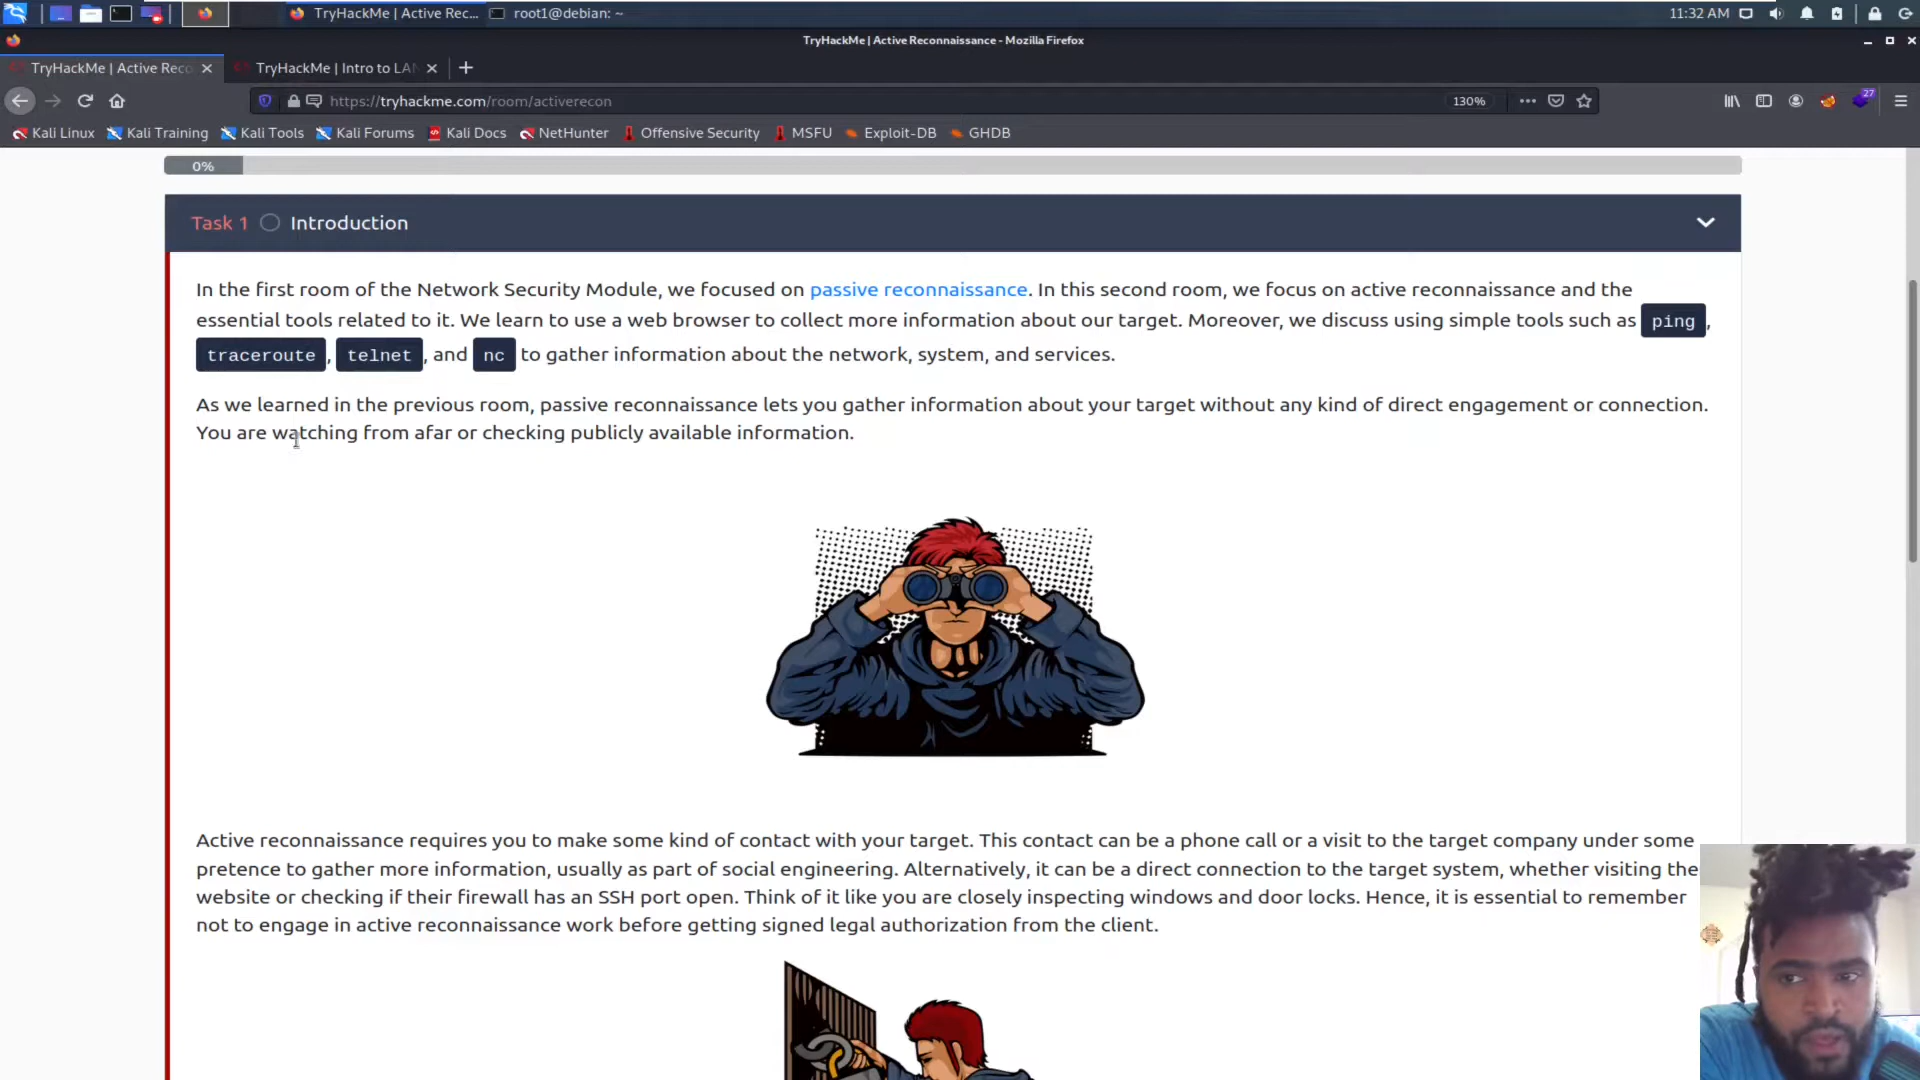 TryHackMe | Active Rec...
root1@debian: ~
11:32 AM
TryHackMe | Active Reconnaissance - Mozilla Firefox
TryHackMe | Active Reco
TryHackMe | Intro to LAN
https://tryhackme.com/room/activerecon
130%
27
Kali Linux
Kali Training
Kali Tools
Kali Forums
Kali Docs
NetHunter
Offensive Security
MSFU
Exploit-DB
GHDB
0%
Task 1 Introduction
In the first room of the Network Security Module, we focused on passive reconnaissance. In this second room, we focus on active reconnaissance and the
essential tools related to it. We learn to use a web browser to collect more information about our target. Moreover, we discuss using simple tools such as ping,
traceroute, telnet, and nc to gather information about the network, system, and services.
As we learned in the previous room, passive reconnaissance lets you gather information about your target without any kind of direct engagement or connection.
You are watching from afar or checking publicly available information.
Active reconnaissance requires you to make some kind of contact with your target. This contact can be a phone call or a visit to the target company under some
pretence to gather more information, usually as part of social engineering. Alternatively, it can be a direct connection to the target system, whether visiting the
website or checking if their firewall has an SSH port open. Think of it like you are closely inspecting windows and door locks. Hence, it is essential to remember
not to engage in active reconnaissance work before getting signed legal authorization from the client.